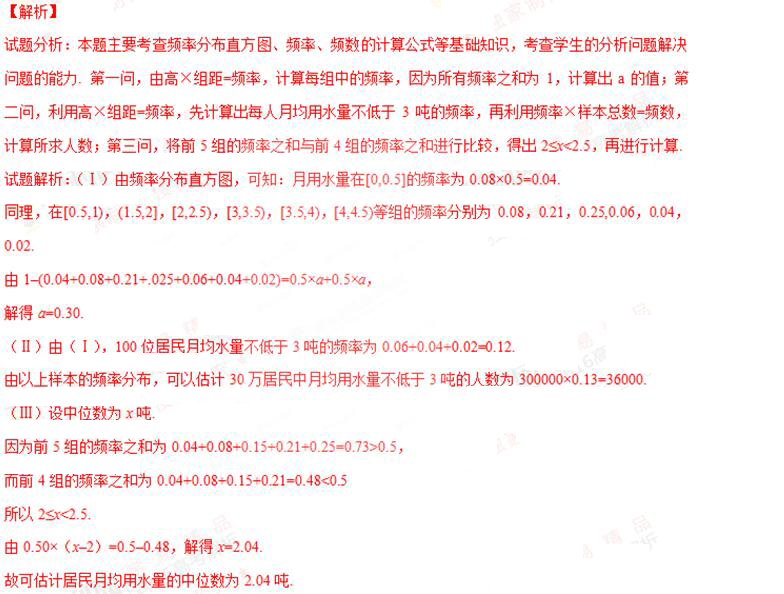 【解析】
试题分析：本题主要考查频率分布直方图、频率、频数的计算公式等基础知识，考查学生的分析问题解决
问题的能力. 第一问，由高×组距=频率，计算每组中的频率，因为所有频率之和为 1，计算出 a 的值；第
二问，利用高×组距=频率，先计算出每人月均用水量不低于 3 吨的频率，再利用频率×样本总数=频数，
计算所求人数；第三问，将前 5 组的频率之和与前 4 组的频率之和进行比较，得出 2≤x<2.5，再进行计算.
试题解析：（Ⅰ）由频率分布直方图，可知：月用水量在[0,0.5]的频率为 0.08×0.5=0.04.
同理，在[0.5,1)，(1.5,2]，[2,2.5)，[3,3.5)，[3.5,4)，[4,4.5)等组的频率分别为 0.08，0.21，0.25,0.06，0.04，
0.02.
由 1–(0.04+0.08+0.21+.025+0.06+0.04+0.02)=0.5×a+0.5×a，
解得 a=0.30.
（Ⅱ）由（Ⅰ），100 位居民月均水量不低于 3 吨的频率为 0.06+0.04+0.02=0.12.
由以上样本的频率分布，可以估计 30 万居民中月均用水量不低于 3 吨的人数为 300000×0.13=36000.
（Ⅲ）设中位数为 x 吨.
因为前 5 组的频率之和为 0.04+0.08+0.15+0.21+0.25=0.73>0.5，
而前 4 组的频率之和为 0.04+0.08+0.15+0.21=0.48<0.5
所以 2≤x<2.5.
由 0.50×（x–2）=0.5–0.48，解得 x=2.04.
故可估计居民月均用水量的中位数为 2.04 吨.